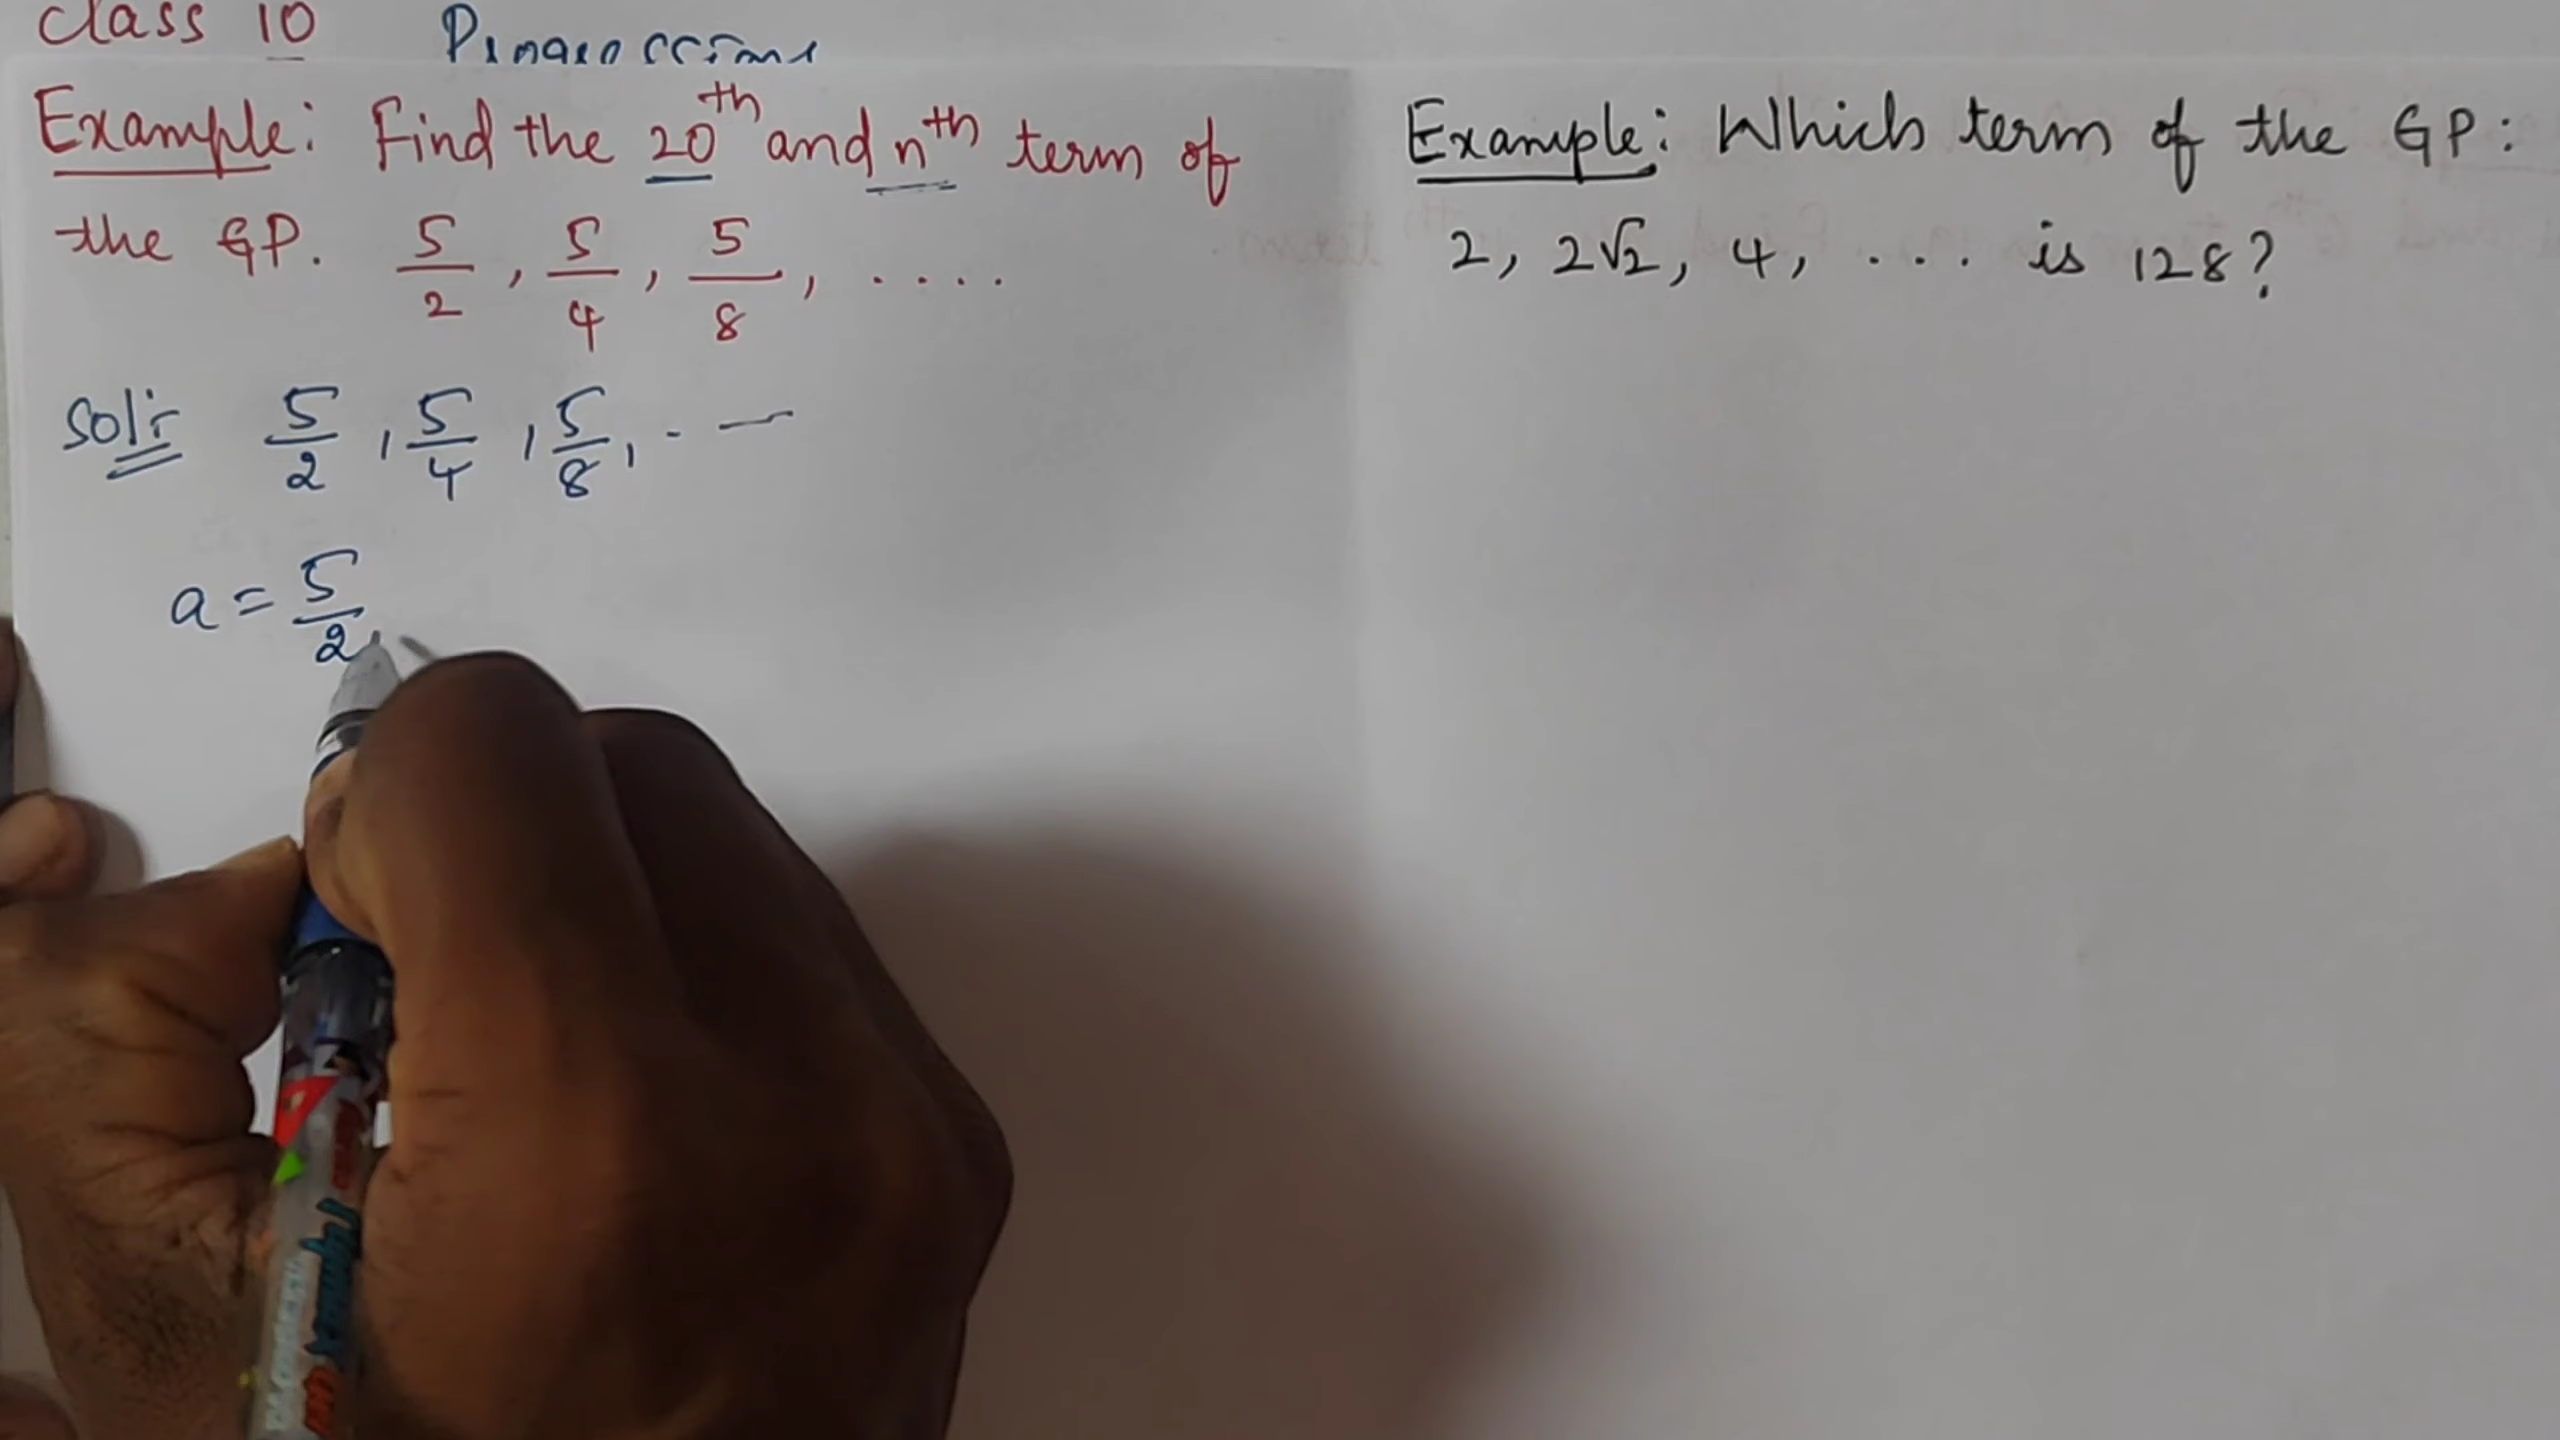 Class 10 Progressions
Example: Find the 20th and nth term of
the GP. 5/2, 5/4, 5/8, ....
Sol:- 5/2, 5/4, 5/8, - —
a = 5/2
Example: Which term of the GP:
2, 2√2, 4, ... is 128?